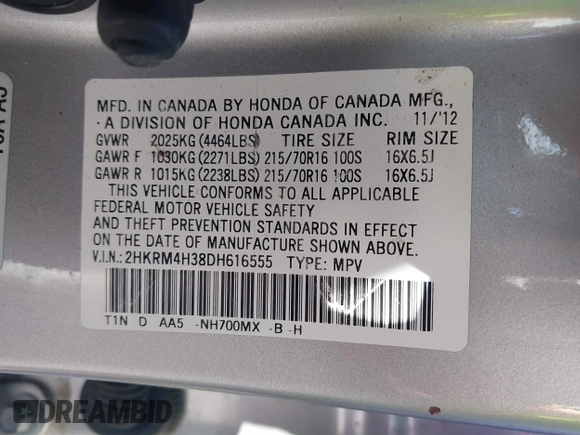 MFD. IN CANADA BY HONDA OF CANADA MFG.,
- A DIVISION OF HONDA CANADA INC. 11/'12
GVWR 2025KG (4464LBS) TIRE SIZE RIM SIZE
GAWR F 1030KG (2271LBS) 215/70R16 100S 16X6.5J
GAWR R 1015KG (2238LBS) 215/70R16 100S 16X6.5J
THIS VEHICLE CONFORMS TO ALL APPLICABLE
FEDERAL MOTOR VEHICLE SAFETY
AND THEFT PREVENTION STANDARDS IN EFFECT
ON THE DATE OF MANUFACTURE SHOWN ABOVE.
V.I.N.: 2HKRM4H38DH616555 TYPE: MPV
T1N D AA5 -NH700MX -B-H
DREAMBID